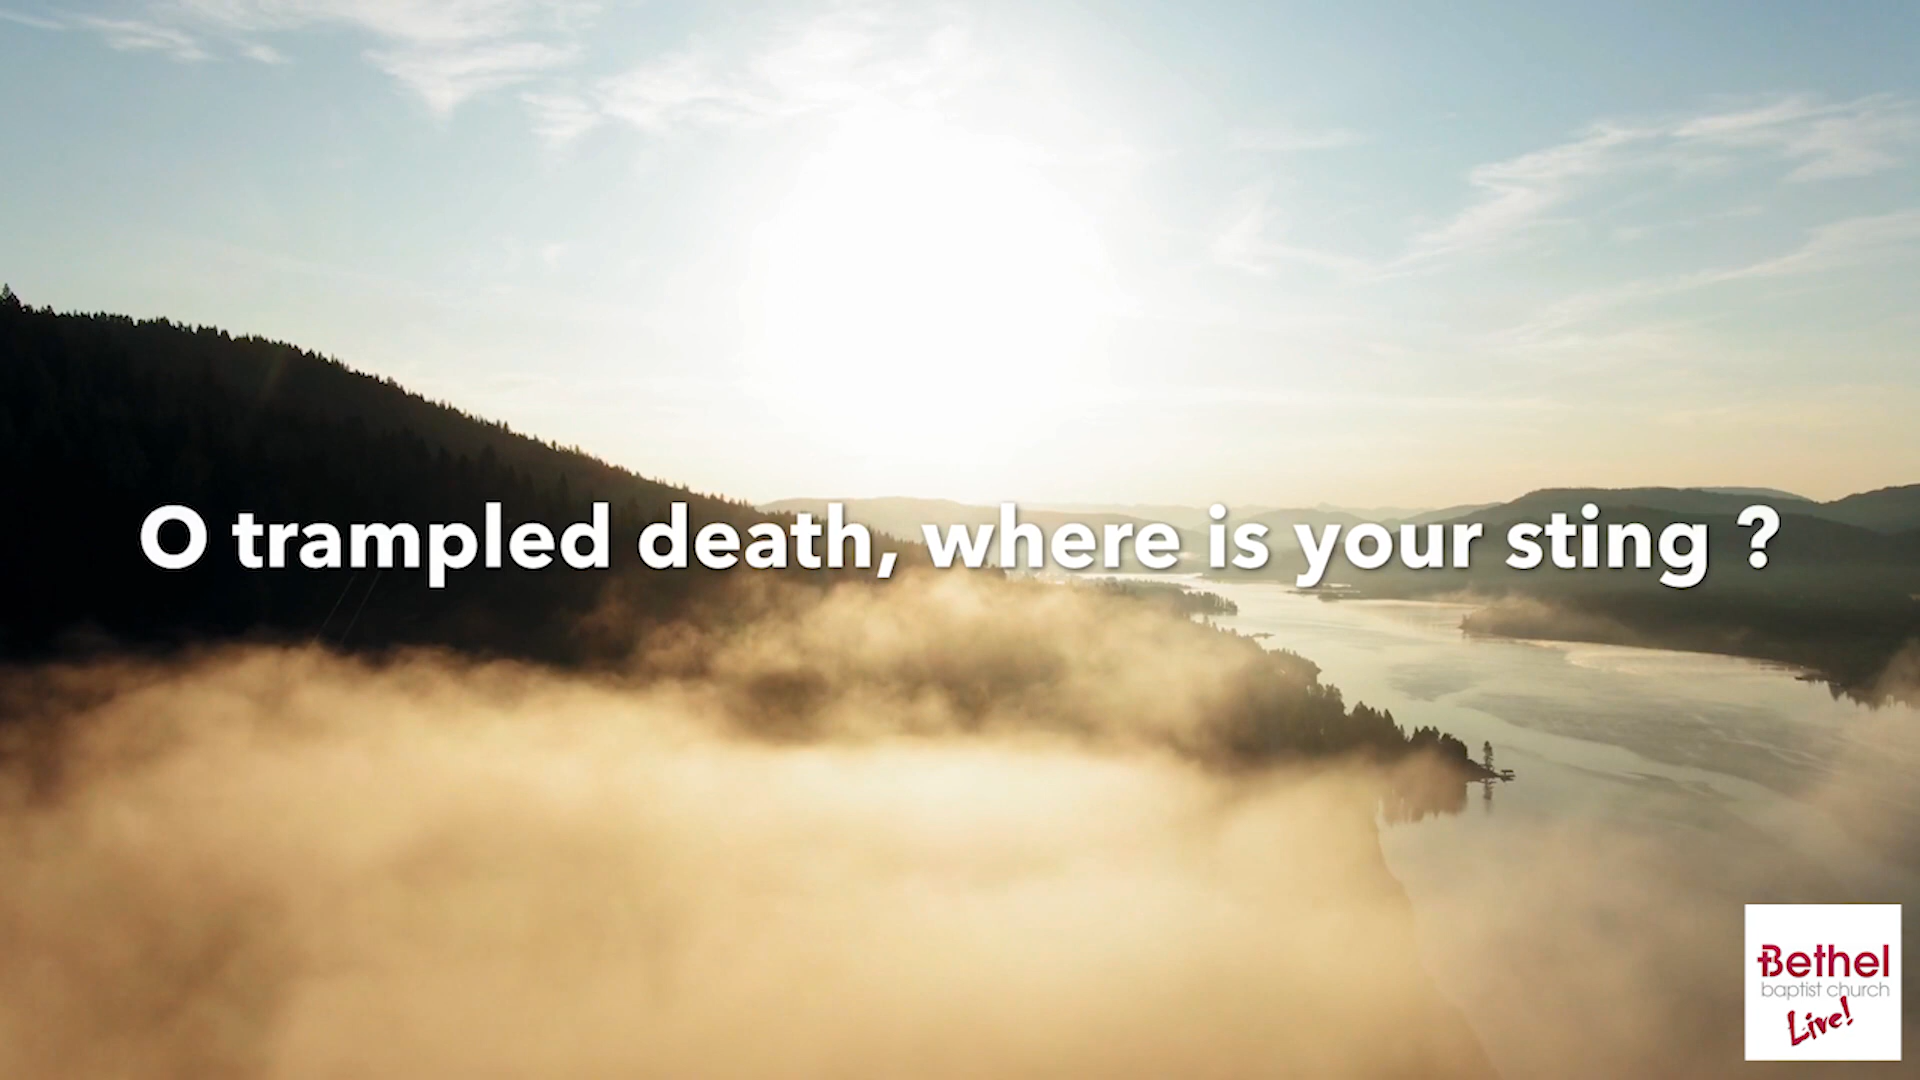 O trampled death, where is your sting ?
Bethel
baptist church
Live!